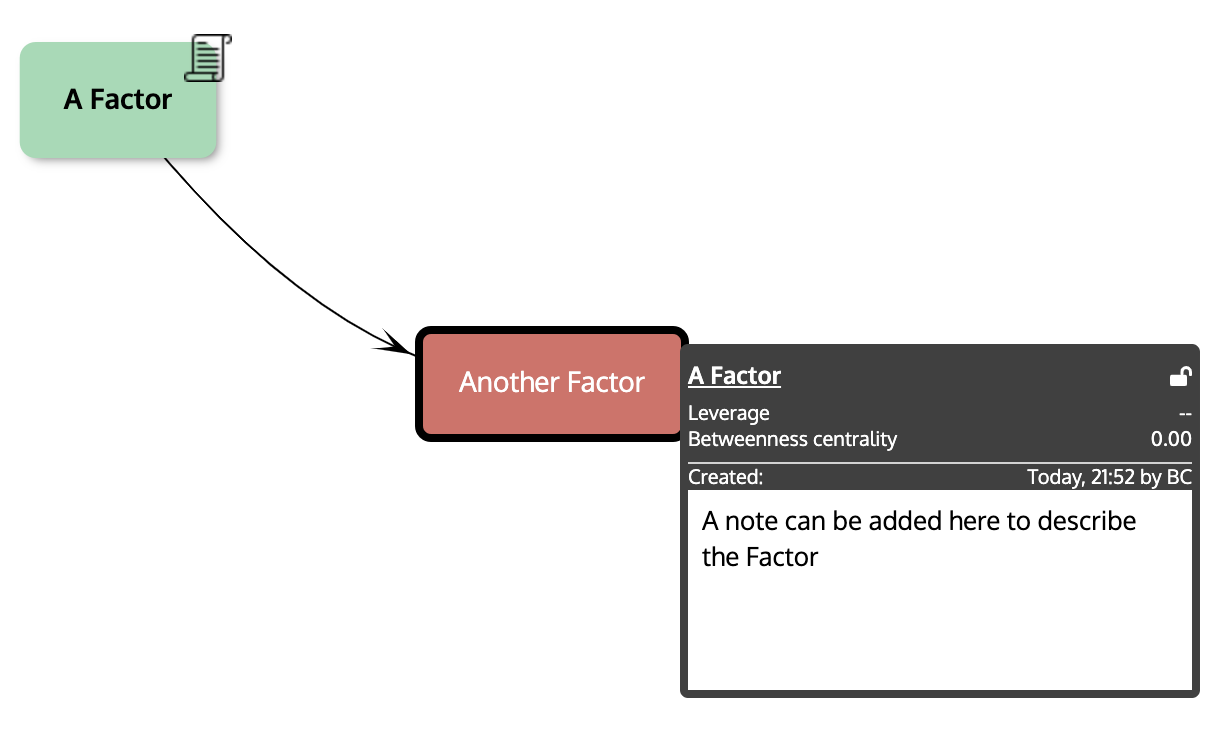 A Factor
Another Factor
A Factor
Leverage --
Betweenness centrality 0.00
Created: Today, 21:52 by BC
A note can be added here to describe
the Factor